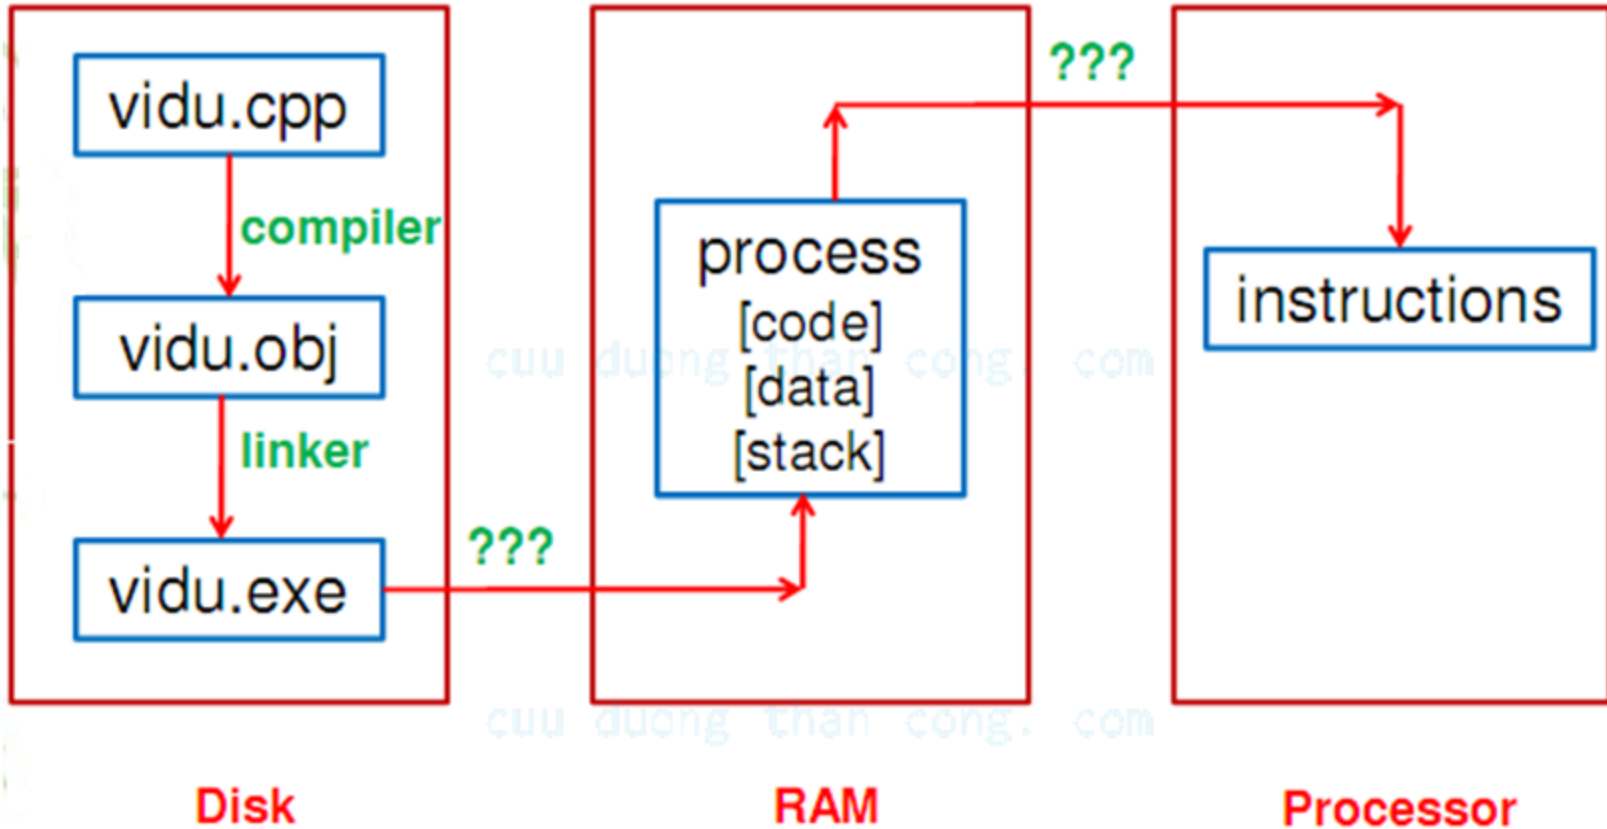 vidu.cpp
compiler
vidu.obj
linker
vidu.exe
???
process
[code]
[data]
[stack]
???
instructions
cuu duong than cong. com
cuu duong than cong. com
Disk
RAM
Processor